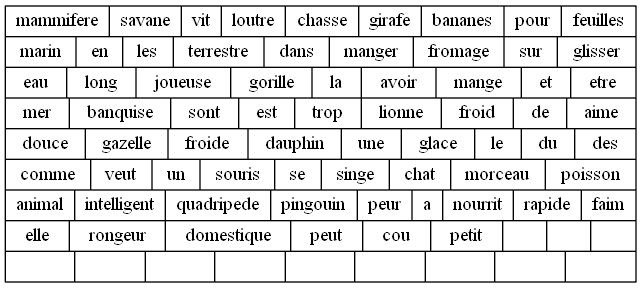 mammifere savane vit loutre chasse girafe bananes pour feuilles
marin en les terrestre dans manger fromage sur glisser
eau long joueuse gorille la avoir mange et etre
mer banquise sont est trop lionne froid de aime
douce gazelle froide dauphin une glace le du des
comme veut un souris se singe chat morceau poisson
animal intelligent quadripede pingouin peur a nourrit rapide faim
elle rongeur domestique peut cou petit